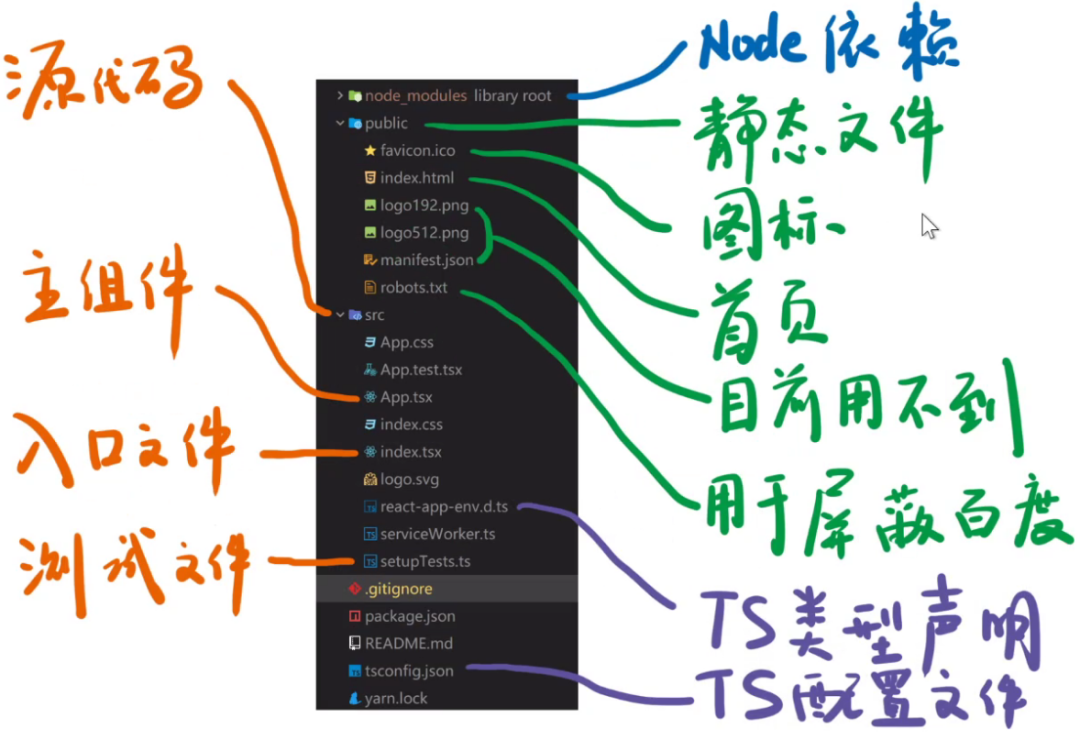 源代码
主组件
入口文件
测试文件
node_modules library root
public
favicon.ico
index.html
logo192.png
logo512.png
manifest.json
robots.txt
src
App.css
App.test.tsx
App.tsx
index.css
index.tsx
logo.svg
react-app-env.d.ts
serviceWorker.ts
setupTests.ts
.gitignore
package.json
README.md
tsconfig.json
yarn.lock
Node依赖
静态文件
图标
首页
目前用不到
用于屏蔽百度
TS类型声明
TS配置文件